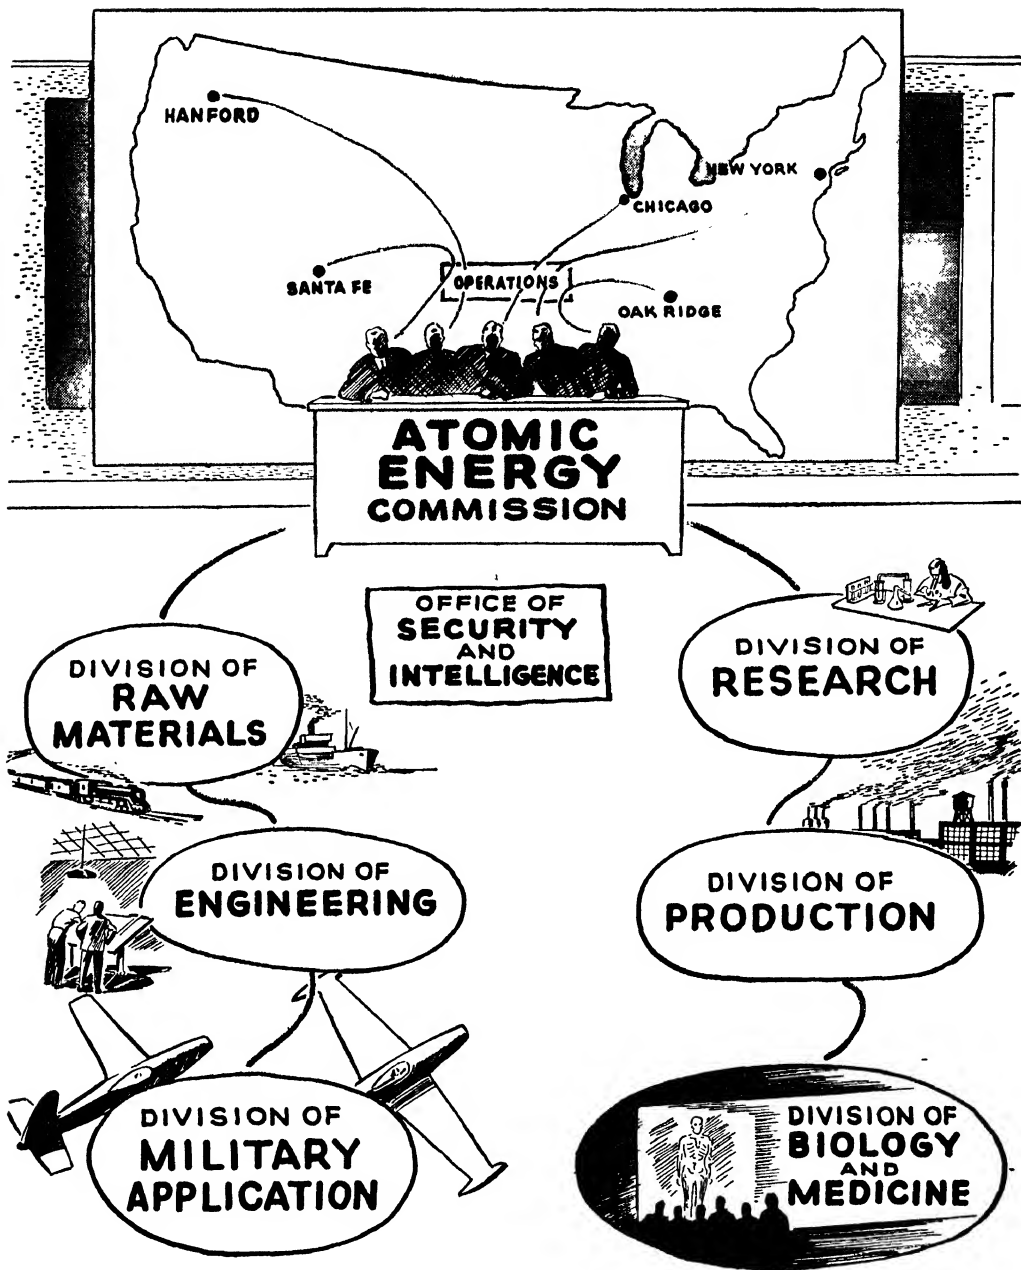 HANFORD
NEW YORK
CHICAGO
SANTA FE
OPERATIONS
OAK RIDGE
ATOMIC
ENERGY
COMMISSION
OFFICE OF
SECURITY
AND
INTELLIGENCE
DIVISION OF
RAW
MATERIALS
DIVISION OF
RESEARCH
DIVISION OF
ENGINEERING
DIVISION OF
PRODUCTION
DIVISION OF
MILITARY
APPLICATION
DIVISION OF
BIOLOGY
AND
MEDICINE